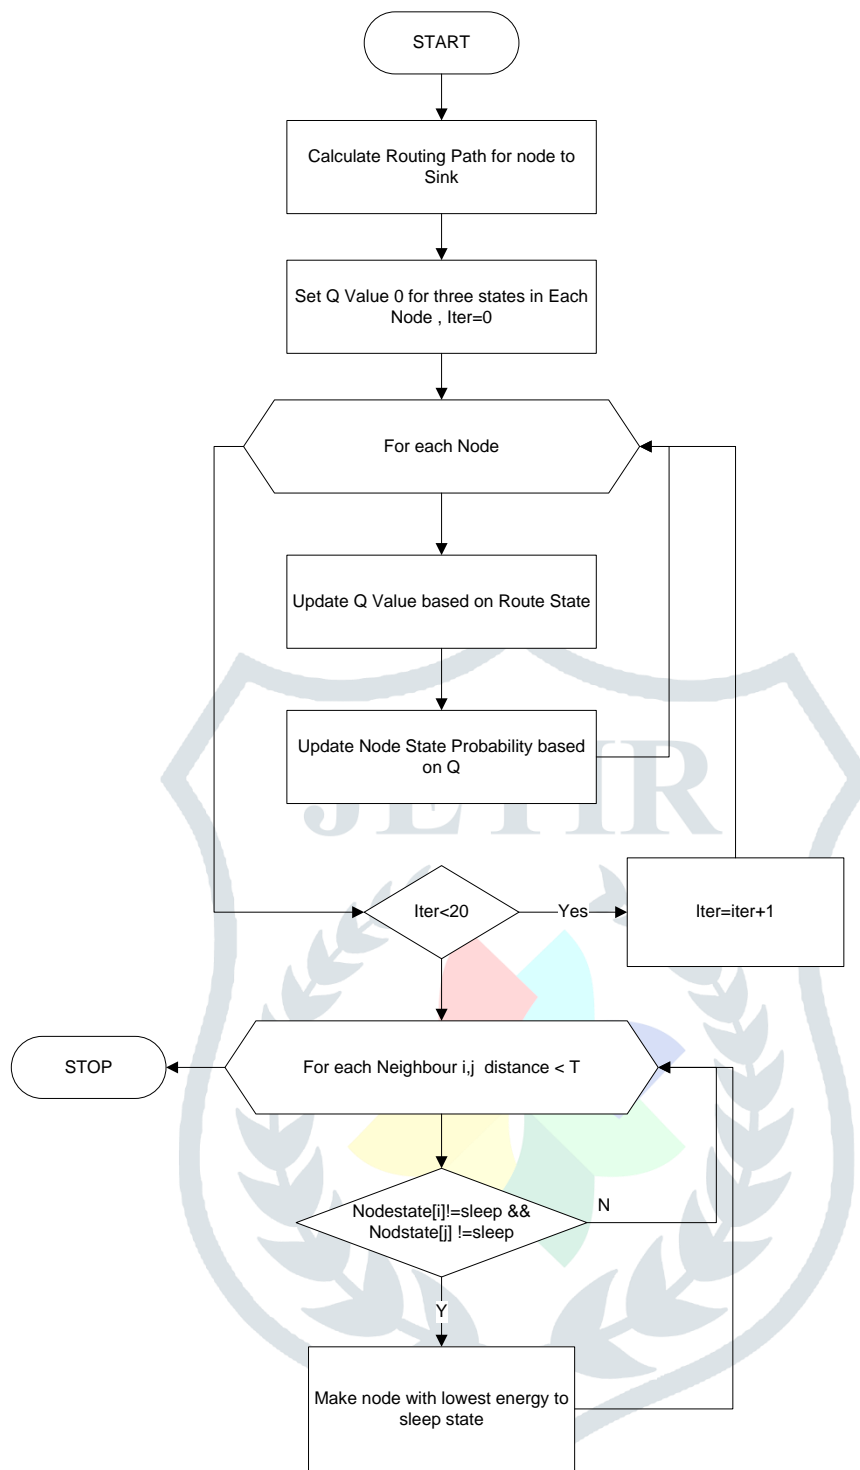 START
Calculate Routing Path for node to
Sink
Set Q Value 0 for three states in Each
Node , Iter=0
For each Node
Update Q Value based on Route State
Update Node State Probability based
on Q
JETIR
Iter<20
Yes
Iter=iter+1
STOP
For each Neighbour i,j  distance < T
Nodestate[i]!=sleep &&
Nodstate[j] !=sleep
N
Y
Make node with lowest energy to
sleep state